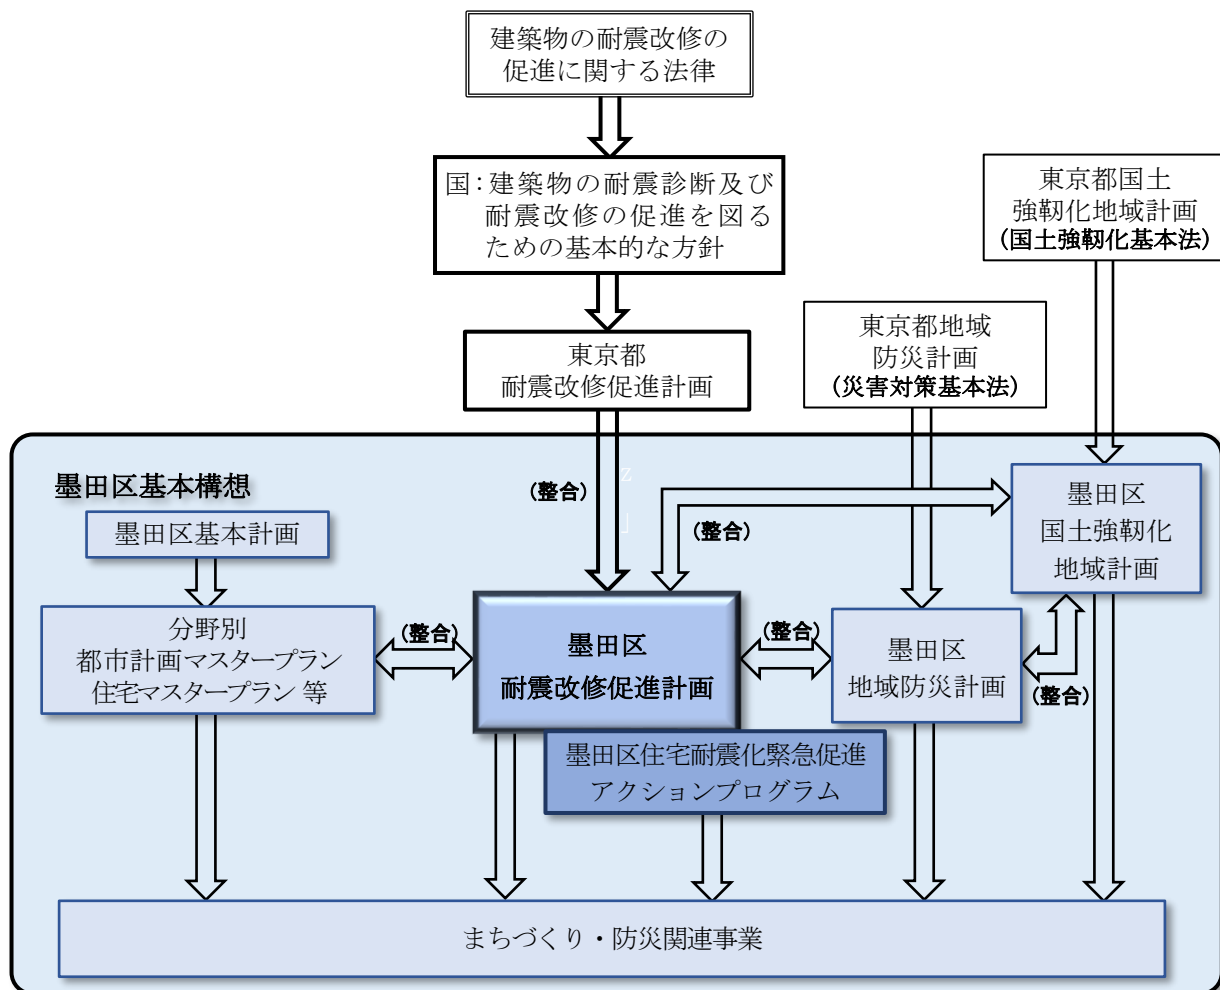 建築物の耐震改修の
促進に関する法律
国：建築物の耐震診断及び
耐震改修の促進を図る
ための基本的な方針
東京都国土
強靱化地域計画
(国土強靱化基本法)
東京都地域
防災計画
(災害対策基本法)
東京都
耐震改修促進計画
墨田区基本構想
(整合)
(整合)
墨田区基本計画
墨田区
国土強靱化
地域計画
分野別
都市計画マスタープラン
住宅マスタープラン 等
(整合)
墨田区
耐震改修促進計画
(整合)
墨田区
地域防災計画
(整合)
墨田区住宅耐震化緊急促進
アクションプログラム
まちづくり・防災関連事業